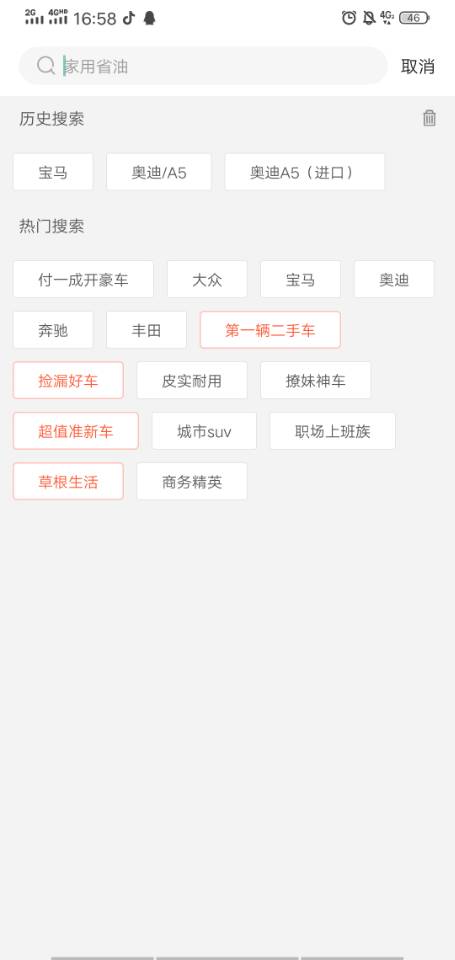 2G 4GHD 16:58 4G2 46
家用省油 取消
历史搜索
宝马 奥迪/A5 奥迪A5（进口）
热门搜索
付一成开豪车 大众 宝马 奥迪
奔驰 丰田 第一辆二手车
捡漏好车 皮实耐用 撩妹神车
超值准新车 城市suv 职场上班族
草根生活 商务精英